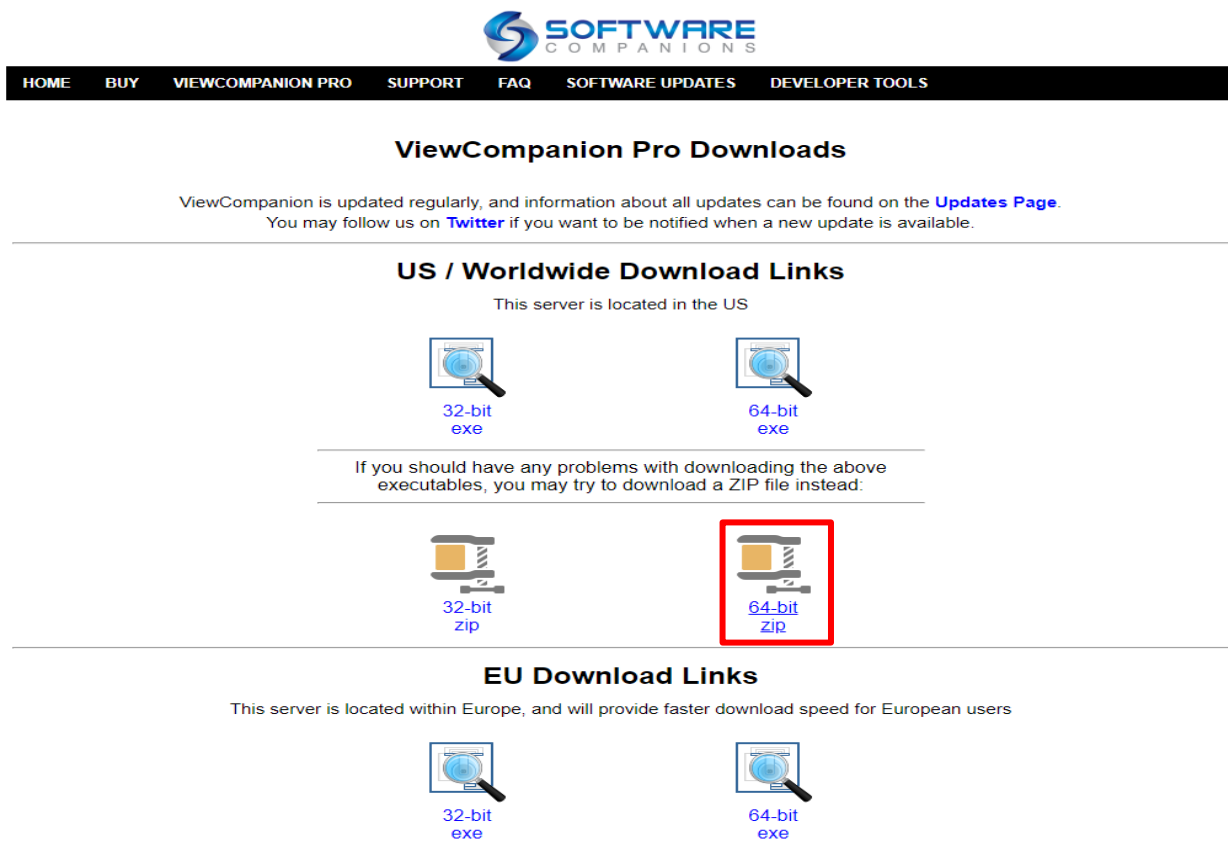 SOFTWARE
COMPANIONS
HOME BUY VIEWCOMPANION PRO SUPPORT FAQ SOFTWARE UPDATES DEVELOPER TOOLS
ViewCompanion Pro Downloads
ViewCompanion is updated regularly, and information about all updates can be found on the Updates Page.
You may follow us on Twitter if you want to be notified when a new update is available.
US / Worldwide Download Links
This server is located in the US
32-bit 64-bit
exe exe
If you should have any problems with downloading the above
executables, you may try to download a ZIP file instead:
32-bit 64-bit
zip zip
EU Download Links
This server is located within Europe, and will provide faster download speed for European users
32-bit 64-bit
exe exe